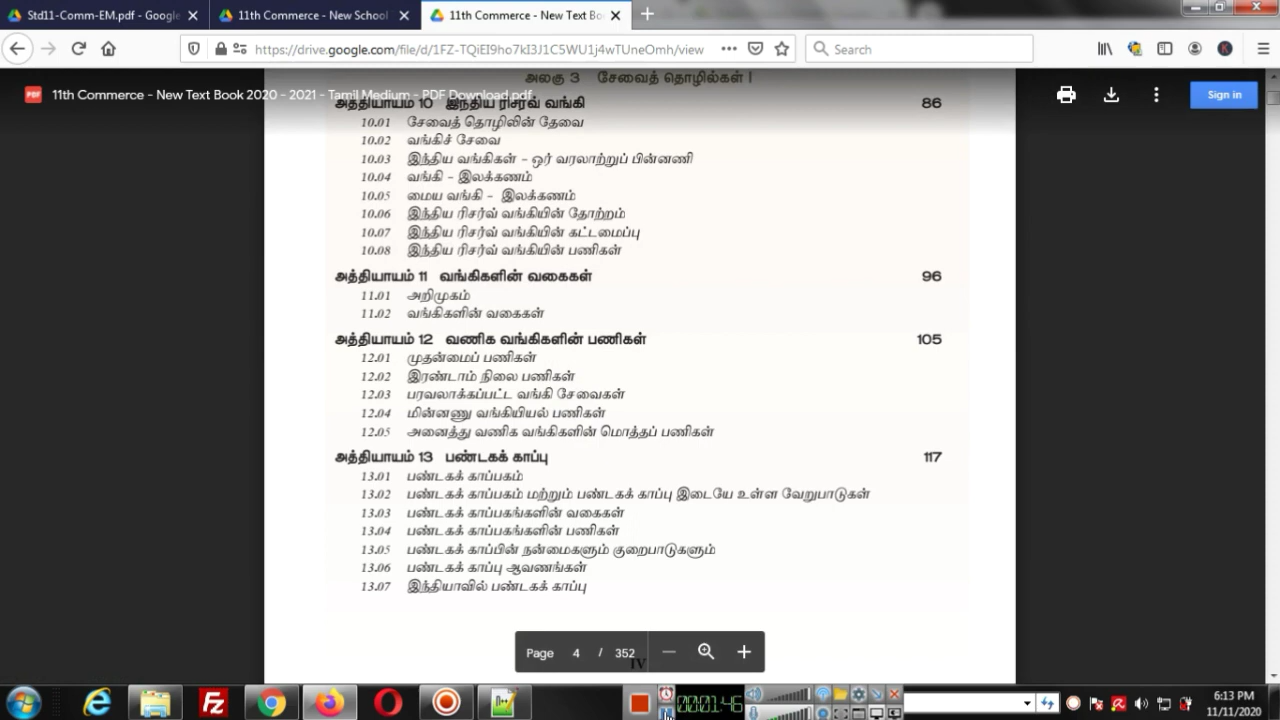 Std11-Comm-EM.pdf - Google
11th Commerce - New School
11th Commerce - New Text Bo
https://drive.google.com/file/d/1FZ-TQiEI9ho7kI3J1C5WU1j4wTUneOmh/view
Search
அலகு 3 சேவைத் தொழில்கள் I
11th Commerce - New Text Book 2020 - 2021 - Tamil Medium - PDF Download.pdf
Sign in
அத்தியாயம் 10 இந்திய ரிசர்வ் வங்கி 86
10.01 சேவைத் தொழிலின் தேவை
10.02 வங்கிச் சேவை
10.03 இந்திய வங்கிகள் - ஒர் வரலாற்றுப் பின்னணி
10.04 வங்கி - இலக்கணம்
10.05 மைய வங்கி - இலக்கணம்
10.06 இந்திய ரிசர்வ் வங்கியின் தோற்றம்
10.07 இந்திய ரிசர்வ் வங்கியின் கட்டமைப்பு
10.08 இந்திய ரிசர்வ் வங்கியின் பணிகள்
அத்தியாயம் 11 வங்கிகளின் வகைகள் 96
11.01 அறிமுகம்
11.02 வங்கிகளின் வகைகள்
அத்தியாயம் 12 வணிக வங்கிகளின் பணிகள் 105
12.01 முதன்மைப் பணிகள்
12.02 இரண்டாம் நிலை பணிகள்
12.03 பரவலாக்கப்பட்ட வங்கி சேவைகள்
12.04 மின்னணு வங்கியியல் பணிகள்
12.05 அனைத்து வணிக வங்கிகளின் மொத்தப் பணிகள்
அத்தியாயம் 13 பண்டகக் காப்பு 117
13.01 பண்டகக் காப்பகம்
13.02 பண்டகக் காப்பகம் மற்றும் பண்டகக் காப்பு இடையே உள்ள வேறுபாடுகள்
13.03 பண்டகக் காப்பகங்களின் வகைகள்
13.04 பண்டகக் காப்பகங்களின் பணிகள்
13.05 பண்டகக் காப்பின் நன்மைகளும் குறைபாடுகளும்
13.06 பண்டகக் காப்பு ஆவணங்கள்
13.07 இந்தியாவில் பண்டகக் காப்பு
Page 4 / 352
IV
00:01:46
6:13 PM
11/11/2020